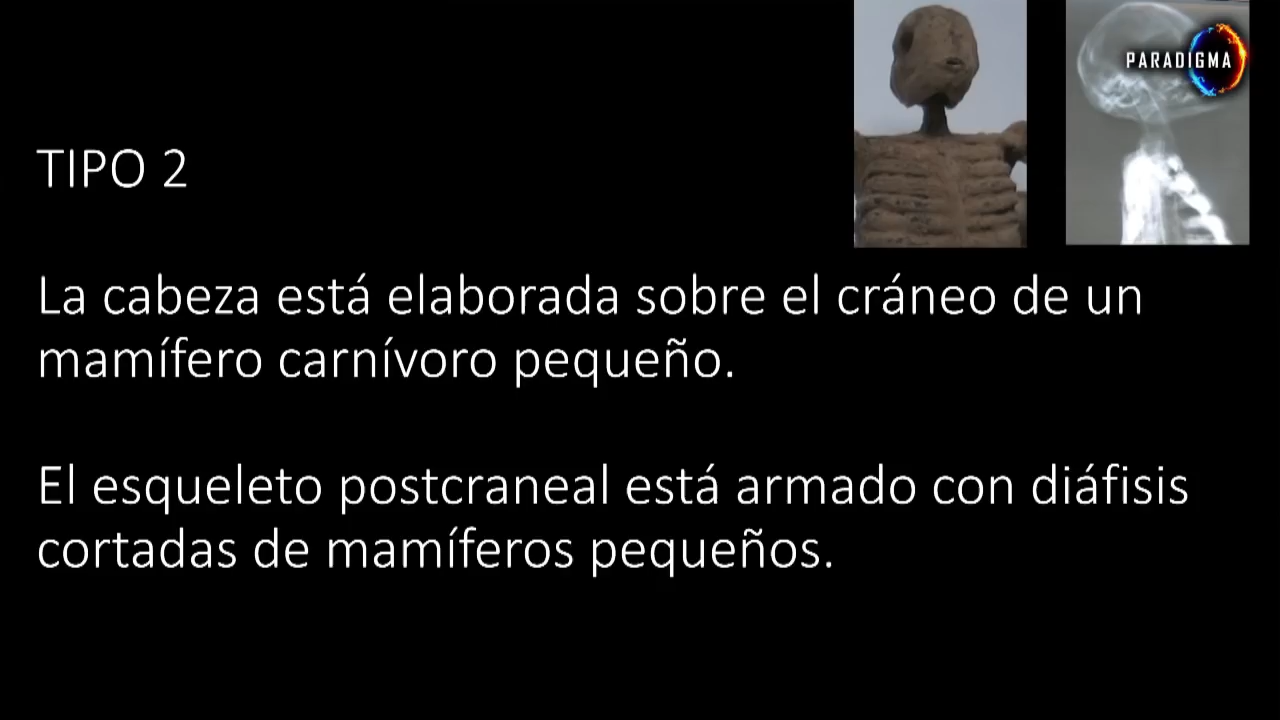 PARADIGMA
TIPO 2
La cabeza está elaborada sobre el cráneo de un
mamífero carnívoro pequeño.
El esqueleto postcraneal está armado con diáfisis
cortadas de mamíferos pequeños.